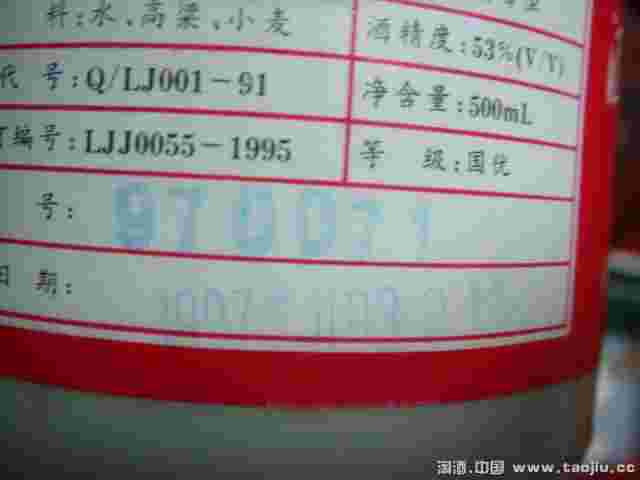 料:水、高粱、小麦
酒精度:53%(V/V)
代 号:Q/LJ001-91
净含量:500mL
编号:LJJ0055-1995
等 级:国优
号:
日 期:
淘酒.中国 www.taojiu.cc